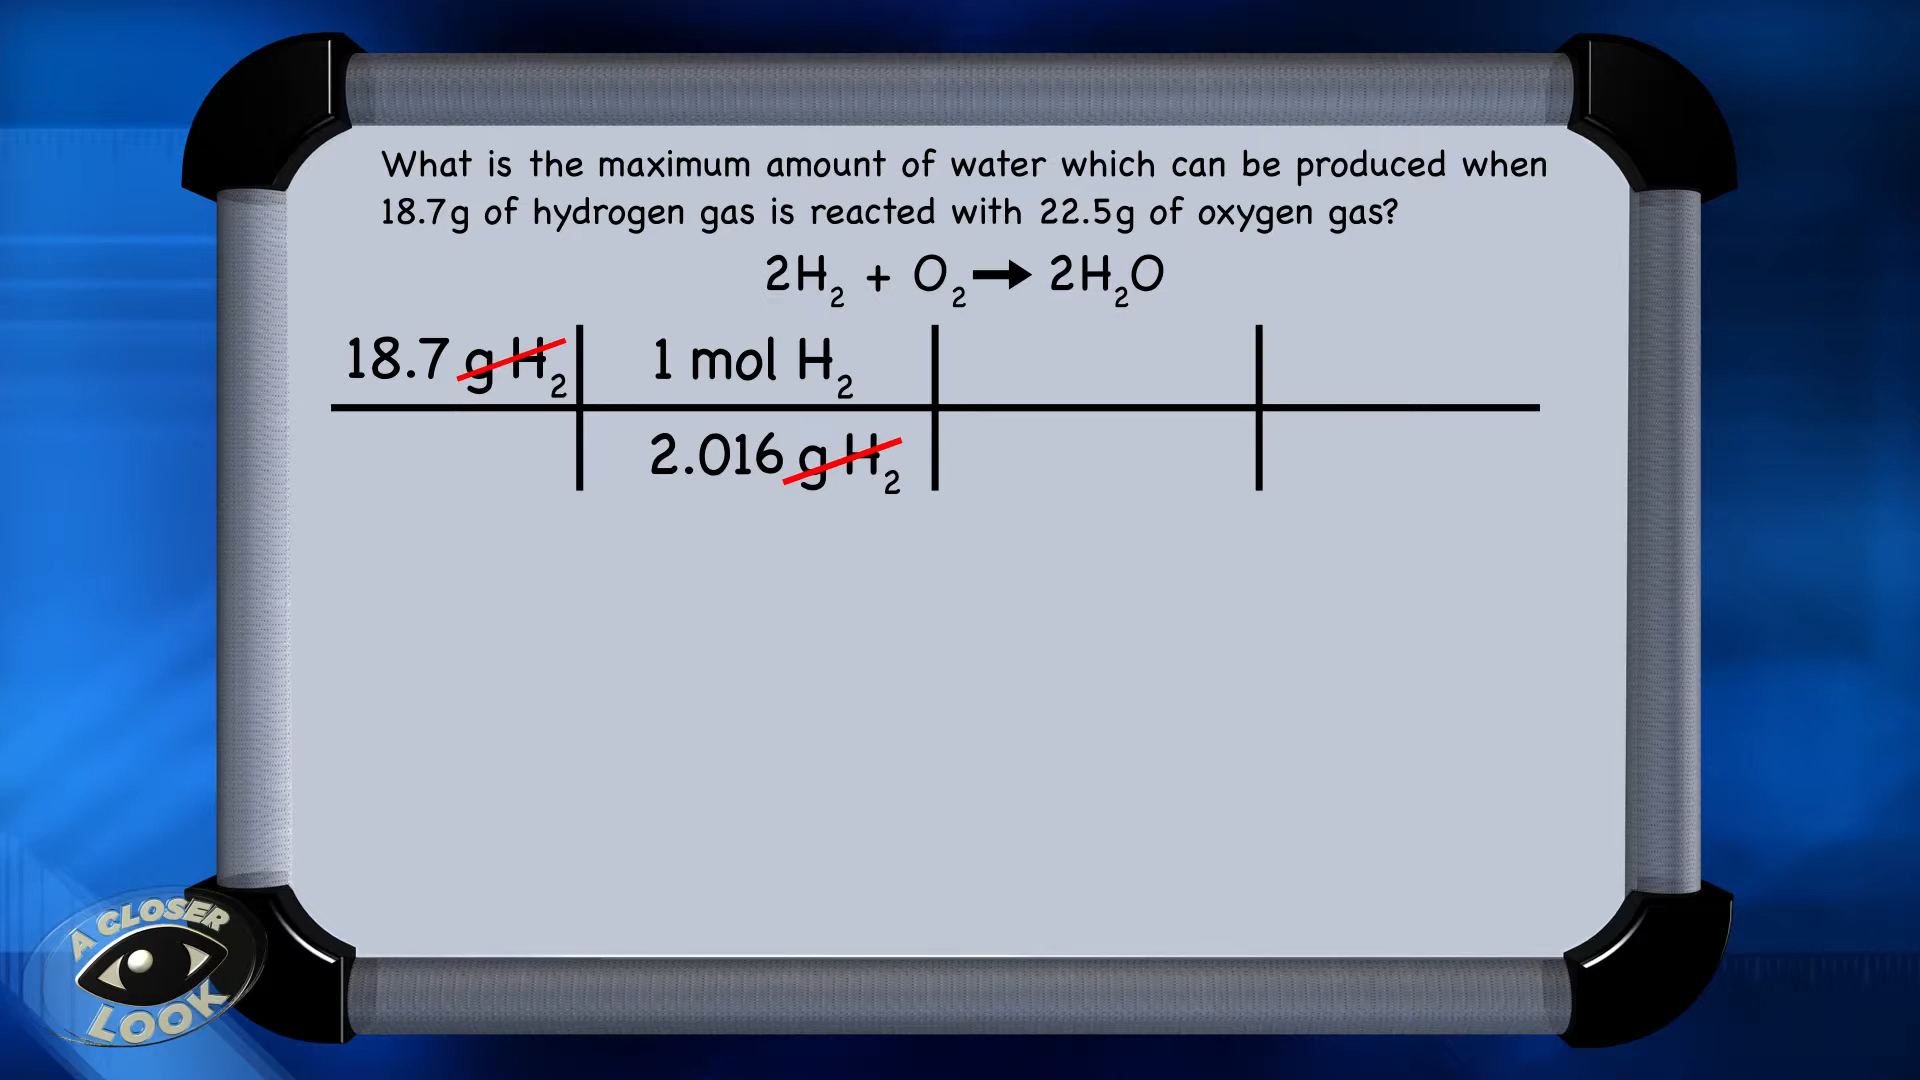 What is the maximum amount of water which can be produced when
18.7g of hydrogen gas is reacted with 22.5g of oxygen gas?
2H₂ + O₂ → 2H₂O
18.7 g H₂ 1 mol H₂
2.016 g H₂
A CLOSER
LOOK